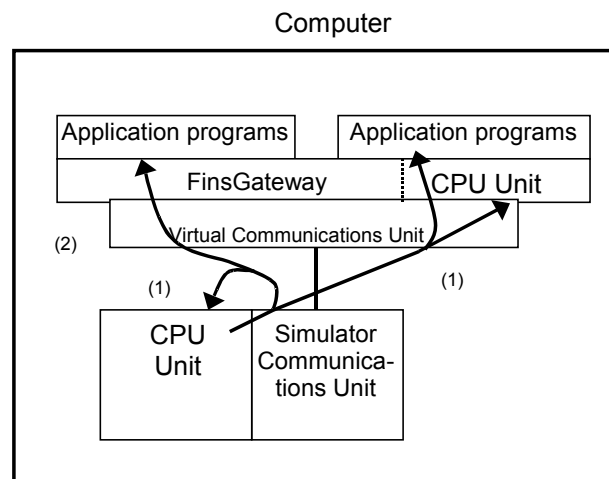 Computer
Application programs
Application programs
FinsGateway
CPU Unit
Virtual Communications Unit
(2)
(1)
(1)
CPU
Unit
Simulator
Communica-
tions Unit